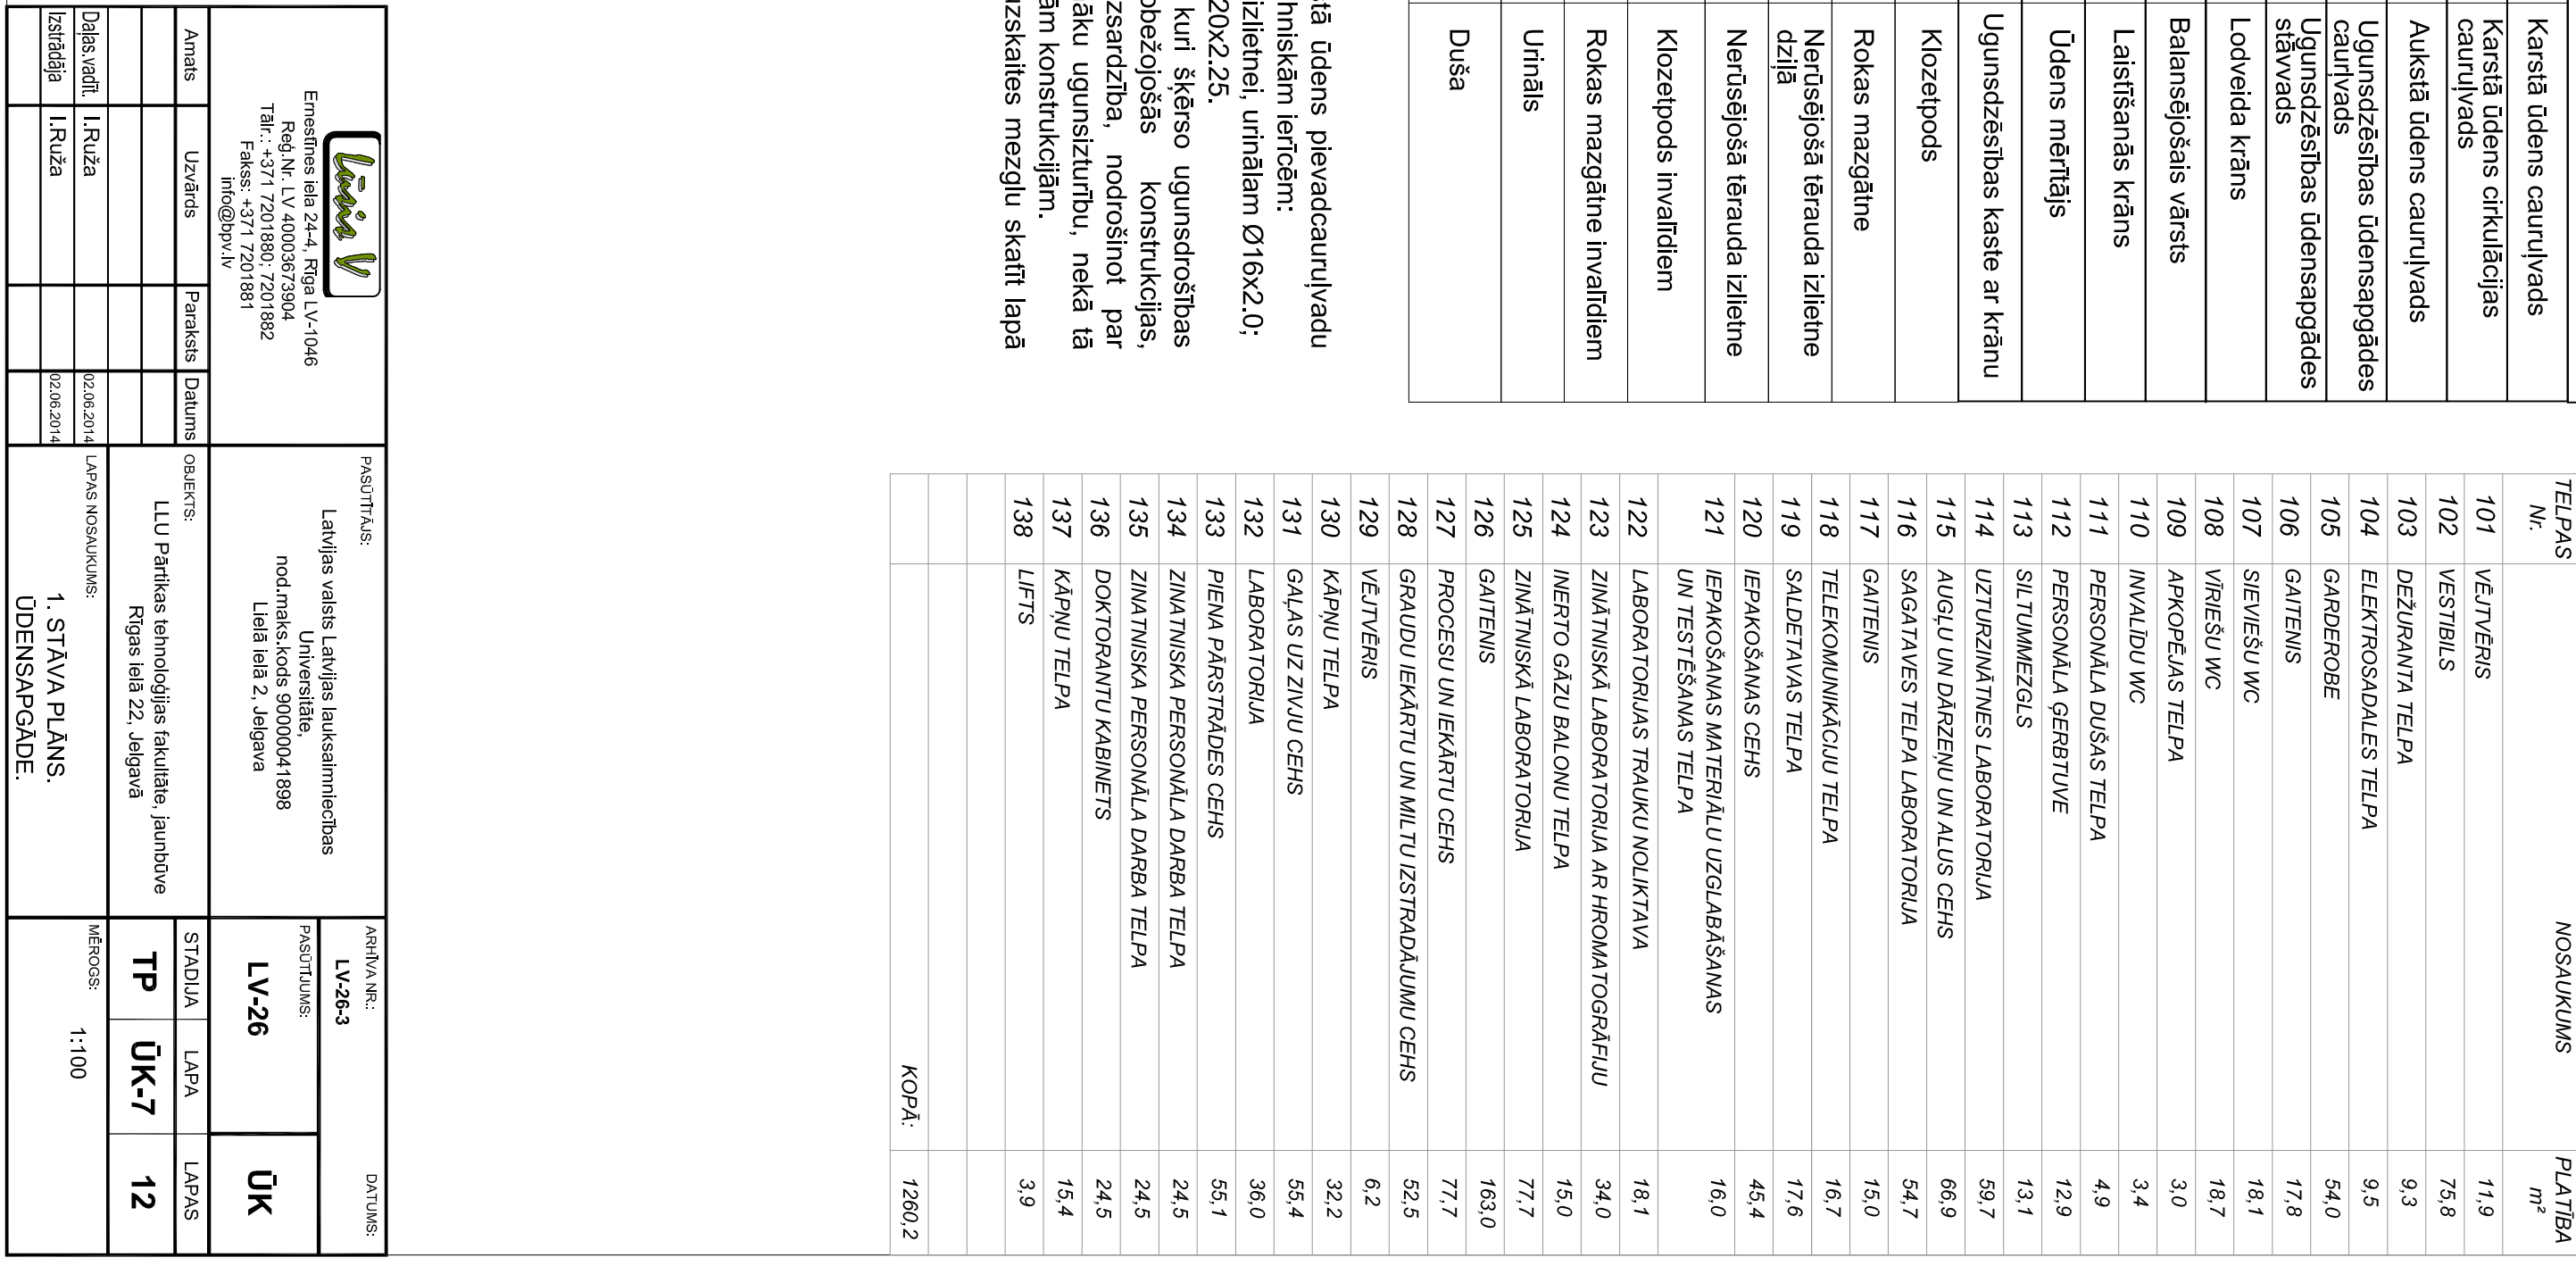 Karstā ūdens cauruļvads
Karstā ūdens cirkulācijas
cauruļvads
Aukstā ūdens cauruļvads
Ugunsdzēsības ūdensapgādes
caurļvads
Ugunsdzēsības ūdensapgādes
stāvvads
Lodveida krāns
Balansējošais vārsts
Laistīšanās krāns
Ūdens mērītājs
Ugunsdzēsības kaste ar krānu
Klozetpods
Rokas mazgātne
Nerūsējošā tērauda izlietne
dziļā
Nerūsējošā tērauda izlietne
Klozetpods invalīdiem
Rokas mazgātne invalīdiem
Urināls
Duša
ūdens pievadcauruļvadu
ierīcēm:
izlietnei, urinālam Ø16x2.0;
20x2.25.
kuri šķērso ugunsdrošības
konstrukcijas,
nodrošinot par
ugunsizturību, nekā tā
konstrukcijām.
mezglu skatīt lapā
TELPAS Nr. NOSAUKUMS PLATĪBA m²
101 VĒJTVĒRIS 11,9
102 VESTIBILS 75,8
103 DEŽURANTA TELPA 9,3
104 ELEKTROSADALES TELPA 9,5
105 GARDEROBE 54,0
106 GAITENIS 17,8
107 SIEVIEŠU WC 18,1
108 VĪRIEŠU WC 18,7
109 APKOPĒJAS TELPA 3,0
110 INVALĪDU WC 3,4
111 PERSONĀLA DUŠAS TELPA 4,9
112 PERSONĀLA ĢERBTUVE 12,9
113 SILTUMMEZGLS 13,1
114 UZTURZINĀTNES LABORATORIJA 59,7
115 AUGĻU UN DĀRZEŅU UN ALUS CEHS 66,9
116 SAGATAVES TELPA LABORATORIJA 54,7
117 GAITENIS 15,0
118 TELEKOMUNIKĀCIJU TELPA 16,7
119 SALDETAVAS TELPA 17,6
120 IEPAKOŠANAS CEHS 45,4
121 IEPAKOŠANAS MATERIĀLU UZGLABĀŠANAS
UN TESTĒŠANAS TELPA 16,0
122 LABORATORIJAS TRAUKU NOLIKTAVA 18,1
123 ZINĀTNISKĀ LABORATORIJA AR HROMATOGRĀFIJU 34,0
124 INERTO GĀZU BALONU TELPA 15,0
125 ZINĀTNISKĀ LABORATORIJA 77,7
126 GAITENIS 163,0
127 PROCESU UN IEKĀRTU CEHS 77,7
128 GRAUDU IEKĀRTU UN MILTU IZSTRADĀJUMU CEHS 52,5
129 VĒJTVĒRIS 6,2
130 KĀPŅU TELPA 32,2
131 GAĻAS UZ ZIVJU CEHS 55,4
132 LABORATORIJA 36,0
133 PIENA PĀRSTRĀDES CEHS 55,1
134 ZINATNISKA PERSONĀLA DARBA TELPA 24,5
135 ZINATNISKA PERSONĀLA DARBA TELPA 24,5
136 DOKTORANTU KABINETS 24,5
137 KĀPŅU TELPA 15,4
138 LIFTS 3,9
KOPĀ: 1260,2
Līnis V
Ernestīnes iela 24-4, Rīga LV-1046
Reģ.Nr. LV 40003673904
Tālr.: +371 7201880; 7201882
Fakss: +371 7201881
info@bpv.lv
Amats Uzvārds Paraksts Datums
Daļas.vadīt. I.Ruža 02.06.2014
Izstrādāja I.Ruža 02.06.2014
PASŪTĪTĀJS:
Latvijas valsts Latvijas lauksaimniecības
Universitāte,
nod.maks.kods 90000041898
Lielā ielā 2, Jelgava
OBJEKTS:
LLU Pārtikas tehnoloģijas fakultāte, jaunbūve
Rīgas ielā 22, Jelgavā
LAPAS NOSAUKUMS:
1. STĀVA PLĀNS.
ŪDENSAPGĀDE.
ARHĪVA NR.: DATUMS:
LV-26-3
PASŪTĪJUMS:
LV-26 ŪK
STADIJA LAPA LAPAS
TP ŪK-7 12
MĒROGS:
1:100